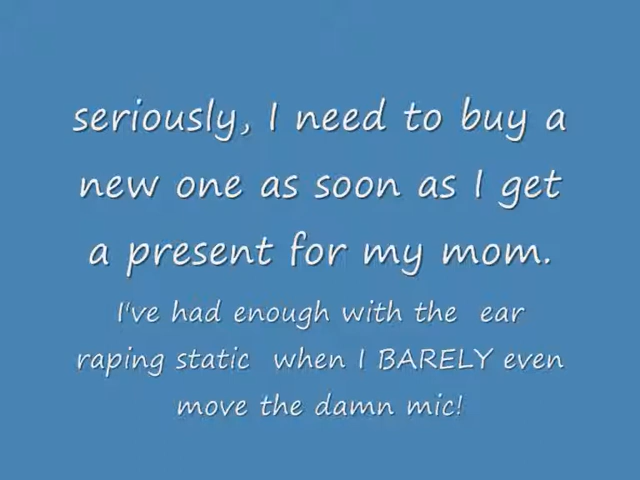 seriously, I need to buy a
new one as soon as I get
a present for my mom.
I've had enough with the ear
raping static when I BARELY even
move the damn mic!